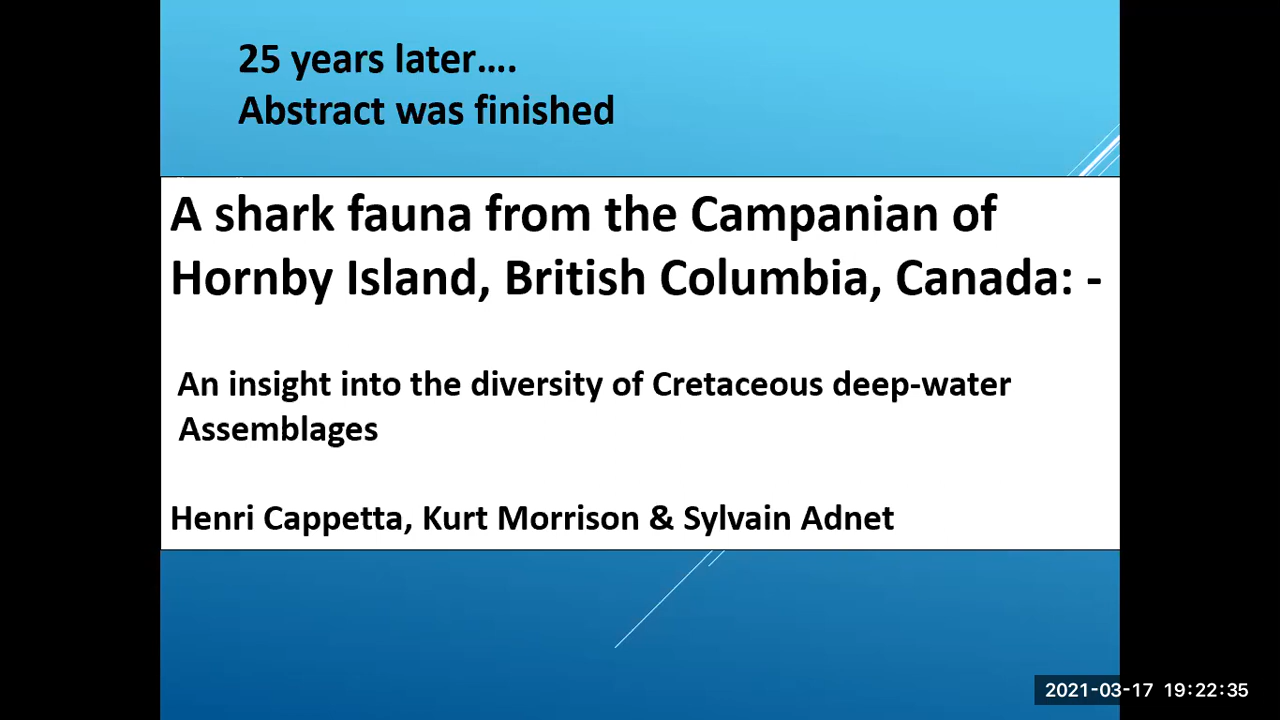 25 years later....
Abstract was finished
A shark fauna from the Campanian of
Hornby Island, British Columbia, Canada: -
An insight into the diversity of Cretaceous deep-water
Assemblages
Henri Cappetta, Kurt Morrison & Sylvain Adnet
2021-03-17 19:22:35